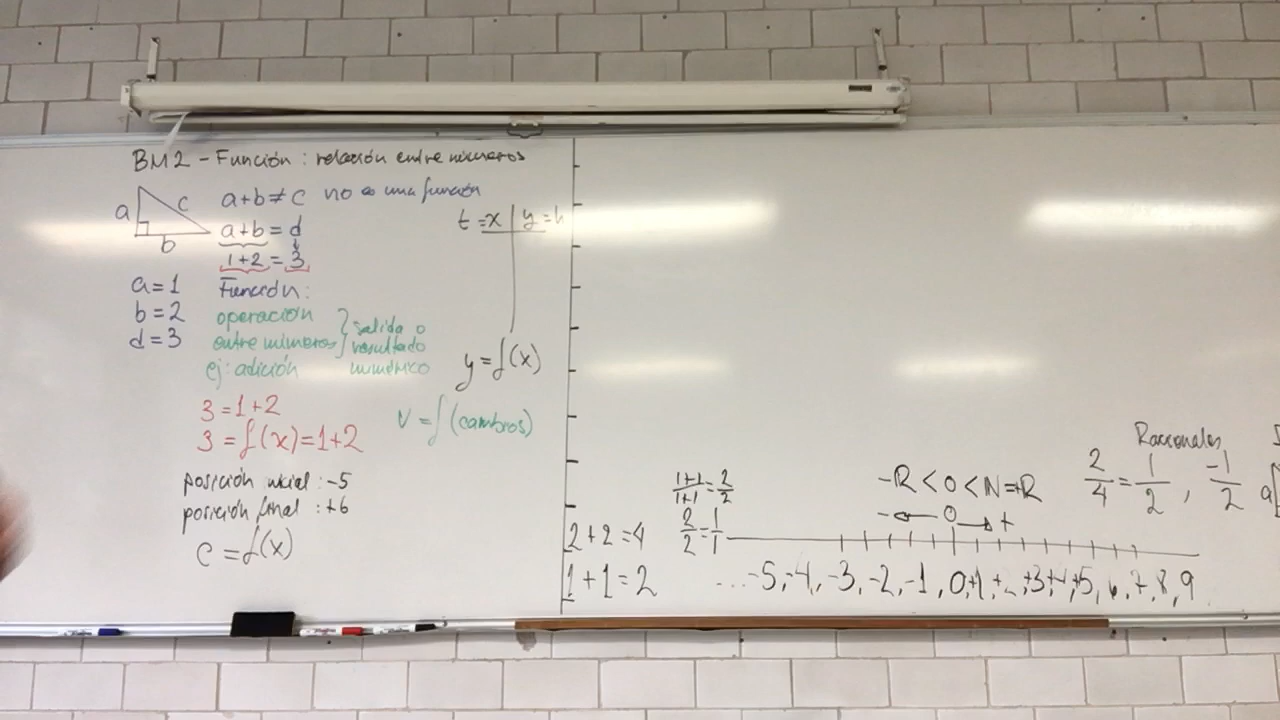 BM2 - Función : relación entre números
a c b
a+b≠c no es una función
a+b = d
1+2 = 3
a=1
b=2
d=3
Función:
operación
entre números
ej: adición
salida o
resultado
numérico
3 = 1+2
3 = f(x) = 1+2
posición inicial : -5
posición final : +6
e = f(x)
t = x | y =
y = f(x)
v = f(cambios)
2+2=4
1+1=2
1+1/1+1 = 2/2
2/2 = 1/1
-R < 0 < N=+R
- ← 0 → +
...-5, -4, -3, -2, -1, 0, +1, +2, +3, +4, +5, 6, 7, 8, 9
Racionales
2/4 = 1/2 , -1/2
a